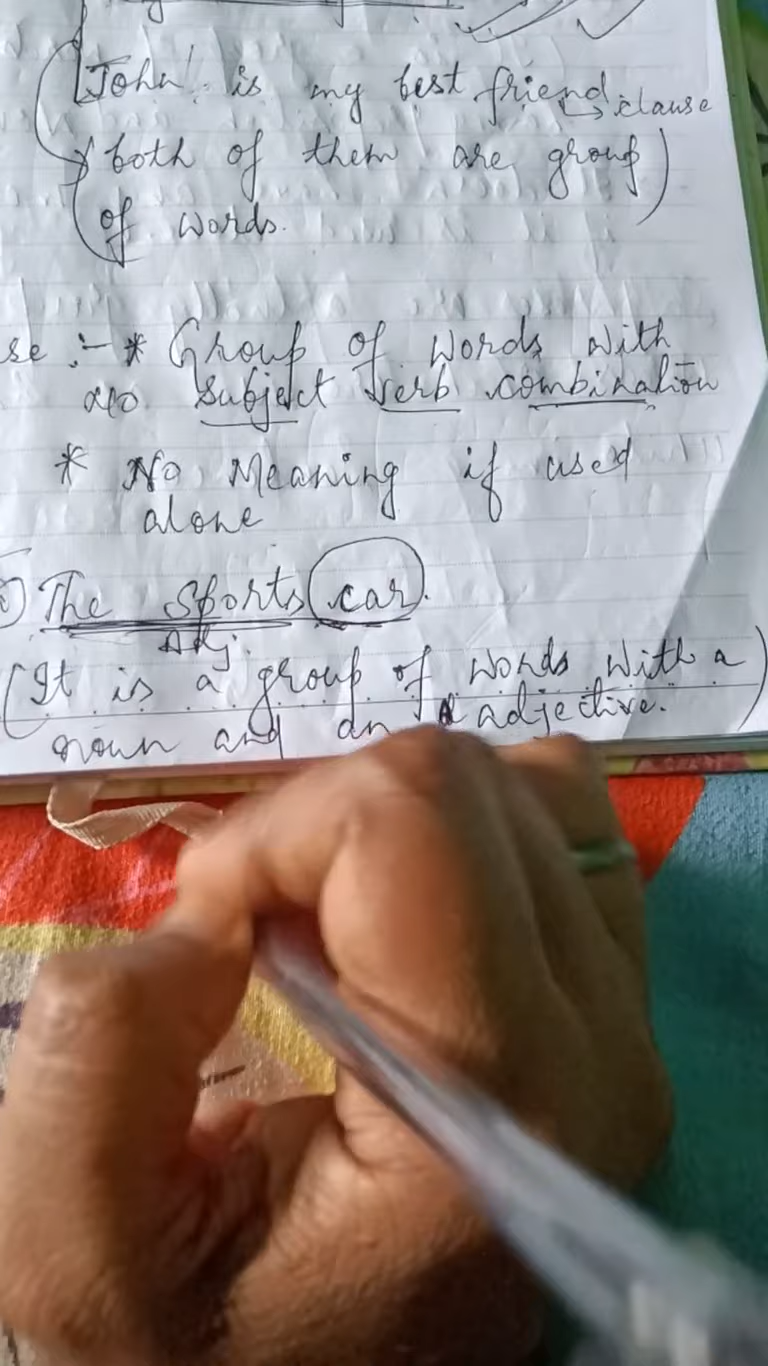 John is my best friend → clause
both of them are group)
of words.
se :- * Group of words with
no subject verb combination
* No Meaning if used
alone
The sports car.
Adj.
(It is a group of words with a)
noun and an adjective.